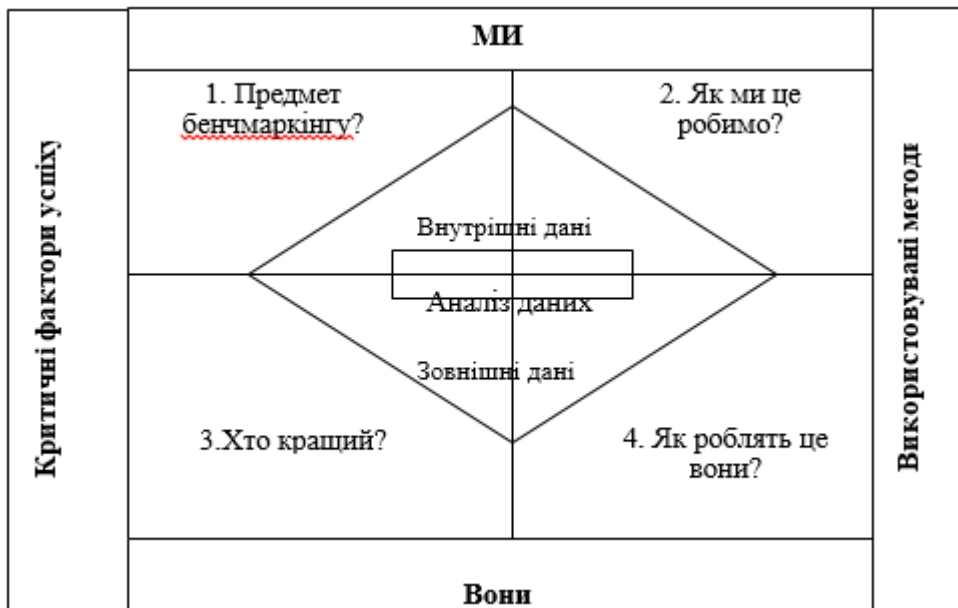 МИ
1. Предмет
бенчмаркінгу?
2. Як ми це
робимо?
Критичні фактори успіху
Внутрішні дані
Аналіз даних
Зовнішні дані
Використовувані методи
3.Хто кращий?
4. Як роблять це
вони?
Вони